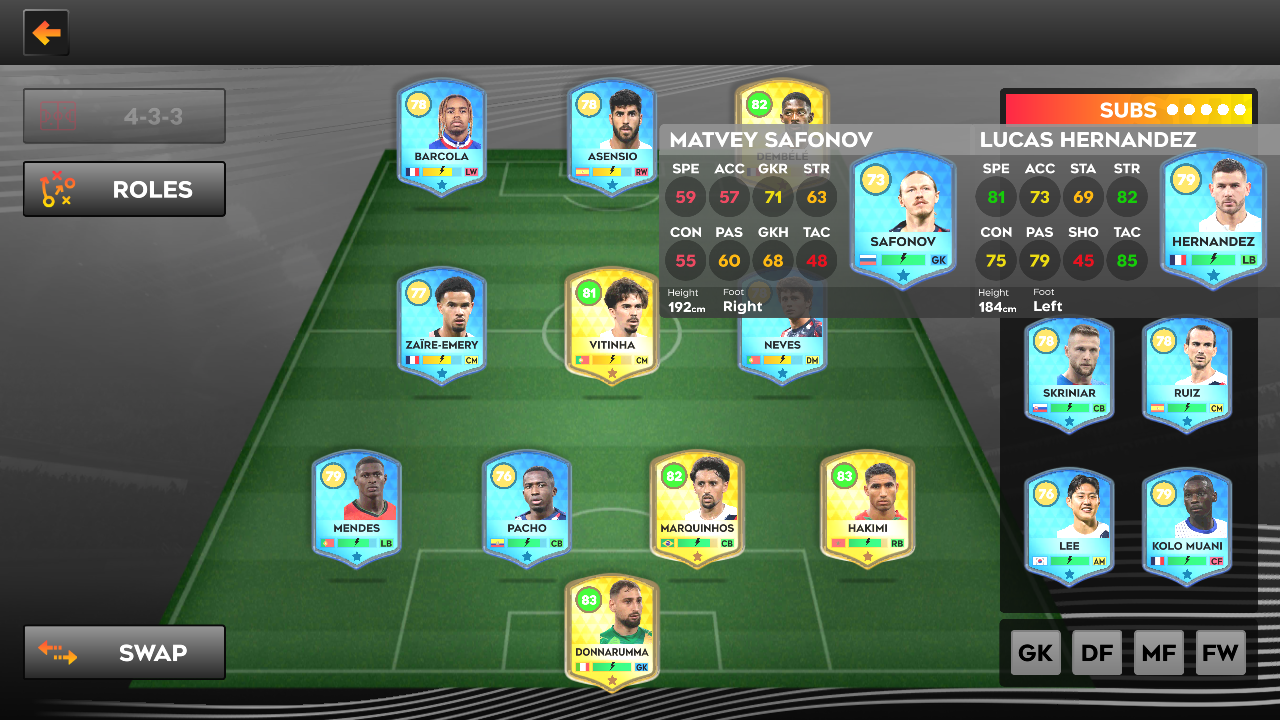 4-3-3
ROLES
SWAP
78
BARCOLA
LW
78
ASENSIO
RW
82
DEMBÉLÉ
SUBS
MATVEY SAFONOV
SPE ACC GKR STR
59 57 71 63
CON PAS GKH TAC
55 60 68 48
Height
192cm
Foot
Right
73
SAFONOV
GK
LUCAS HERNANDEZ
SPE ACC STA STR
81 73 69 82
CON PAS SHO TAC
75 79 45 85
Height
184cm
Foot
Left
79
HERNANDEZ
LB
77
ZAÏRE-EMERY
CM
81
VITINHA
CM
NEVES
DM
78
SKRINIAR
CB
78
RUIZ
CM
79
MENDES
LB
76
PACHO
CB
82
MARQUINHOS
CB
83
HAKIMI
RB
76
LEE
AM
79
KOLO MUANI
CF
83
DONNARUMMA
GK
GK DF MF FW